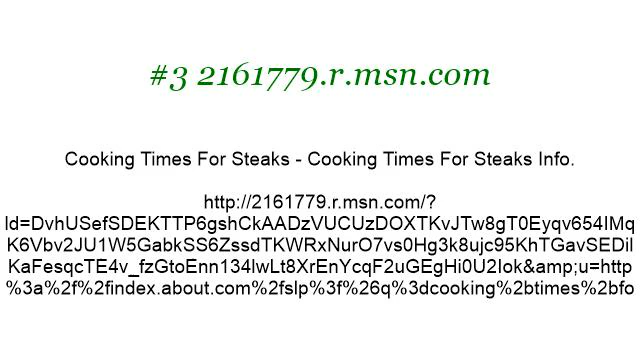 #3 2161779.r.msn.com
Cooking Times For Steaks - Cooking Times For Steaks Info.
http://2161779.r.msn.com/?
ld=DvhUSefSDEKTTP6gshCkAADzVUCUzDOXTKvJTw8gT0Eyqv654IMq
K6Vbv2JU1W5GabkSS6ZssdTKWRxNurO7vs0Hg3k8ujc95KhTGavSEDil
KaFesqcTE4v_fzGtoEnn134lwLt8XrEnYcqF2uGEgHi0U2Iok&amp;u=http
%3a%2f%2findex.about.com%2fslp%3f%26q%3dcooking%2btimes%2bfo